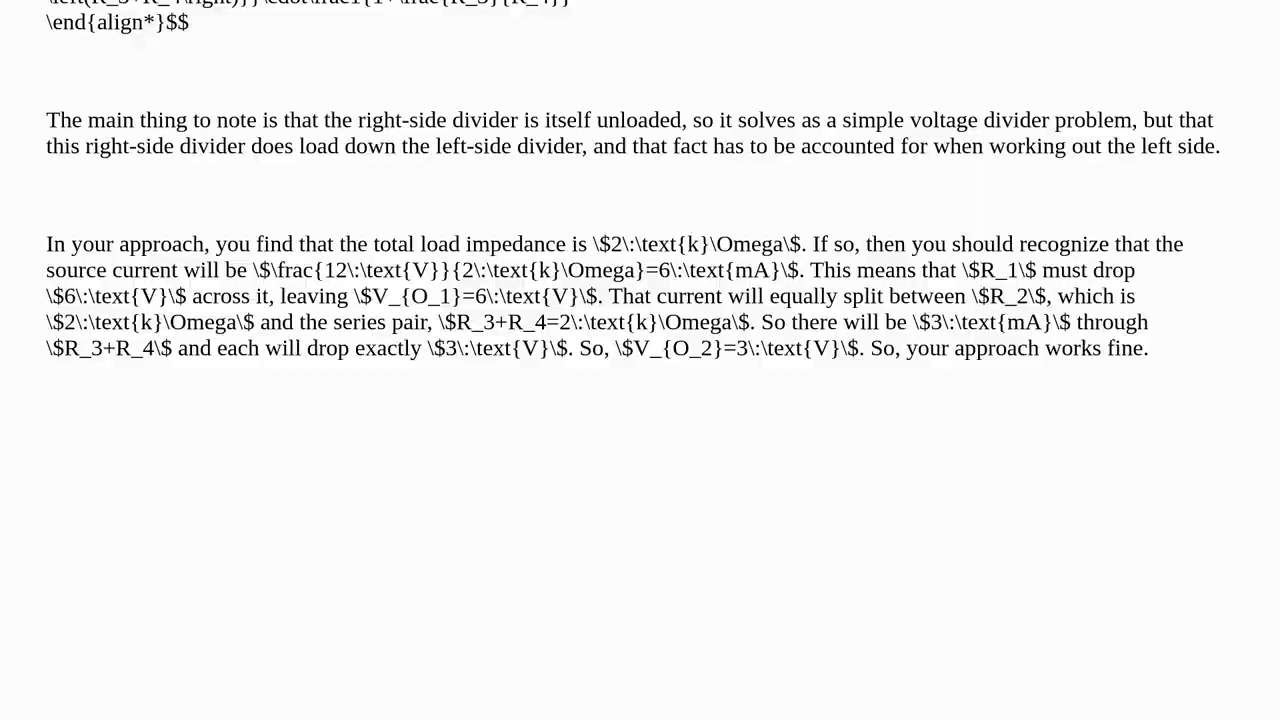 \end{align*}$$
The main thing to note is that the right-side divider is itself unloaded, so it solves as a simple voltage divider problem, but that
this right-side divider does load down the left-side divider, and that fact has to be accounted for when working out the left side.
In your approach, you find that the total load impedance is \$2\:\text{k}\Omega\$. If so, then you should recognize that the
source current will be \$\frac{12\:\text{V}}{2\:\text{k}\Omega}=6\:\text{mA}\$. This means that \$R_1\$ must drop
\$6\:\text{V}\$ across it, leaving \$V_{O_1}=6\:\text{V}\$. That current will equally split between \$R_2\$, which is
\$2\:\text{k}\Omega\$ and the series pair, \$R_3+R_4=2\:\text{k}\Omega\$. So there will be \$3\:\text{mA}\$ through
\$R_3+R_4\$ and each will drop exactly \$3\:\text{V}\$. So, \$V_{O_2}=3\:\text{V}\$. So, your approach works fine.